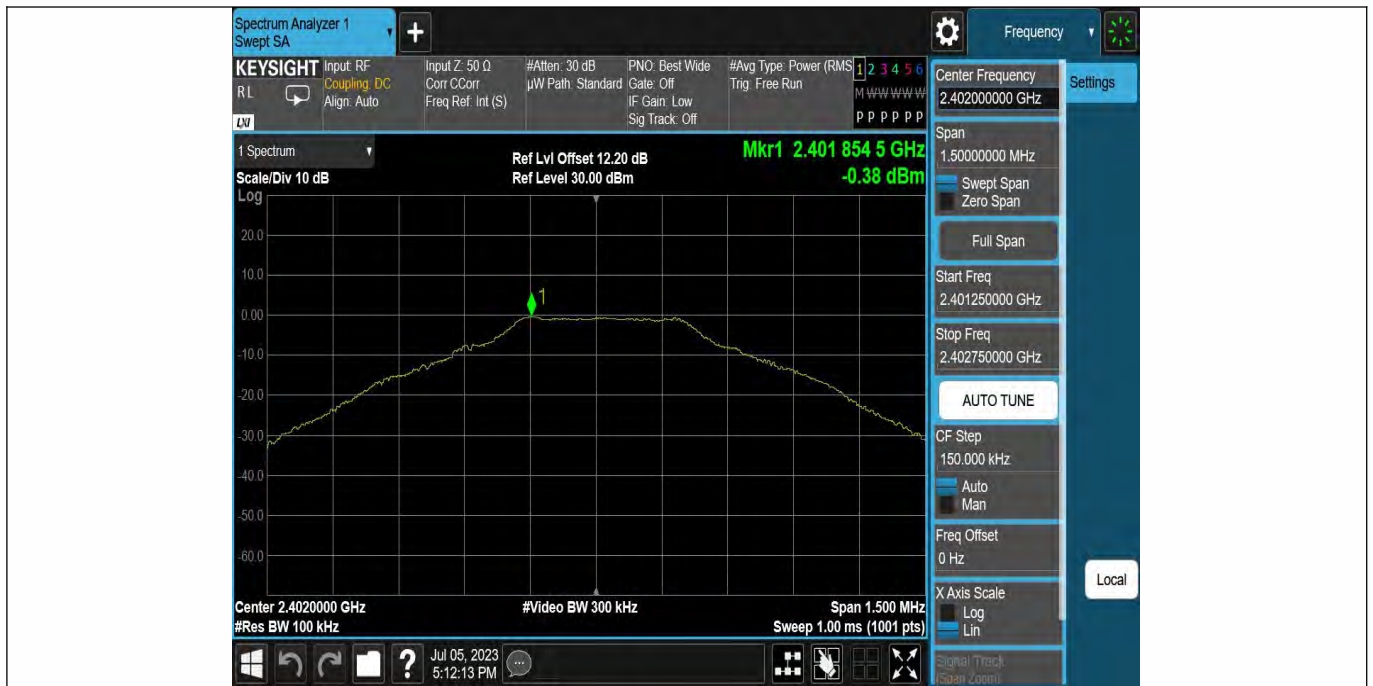 Spectrum Analyzer 1
Swept SA
+
Frequency
KEYSIGHT
RL
LXI
Input: RF
Coupling: DC
Align: Auto
Input Z: 50 Ω
Corr CCorr
Freq Ref: Int (S)
#Atten: 30 dB
µW Path: Standard
PNO: Best Wide
Gate: Off
IF Gain: Low
Sig Track: Off
#Avg Type: Power (RMS
Trig: Free Run
1 2 3 4 5 6
M W W W W W
P P P P P P
1 Spectrum
Scale/Div 10 dB
Ref Lvl Offset 12.20 dB
Ref Level 30.00 dBm
Mkr1 2.401 854 5 GHz
-0.38 dBm
Log
20.0
10.0
0.00
-10.0
-20.0
-30.0
-40.0
-50.0
-60.0
1
Center 2.4020000 GHz
#Res BW 100 kHz
#Video BW 300 kHz
Span 1.500 MHz
Sweep 1.00 ms (1001 pts)
?
Jul 05, 2023
5:12:13 PM
Center Frequency
2.402000000 GHz
Span
1.50000000 MHz
Swept Span
Zero Span
Full Span
Start Freq
2.401250000 GHz
Stop Freq
2.402750000 GHz
AUTO TUNE
CF Step
150.000 kHz
Auto
Man
Freq Offset
0 Hz
X Axis Scale
Log
Lin
Signal Track
(Span Zoom)
Settings
Local